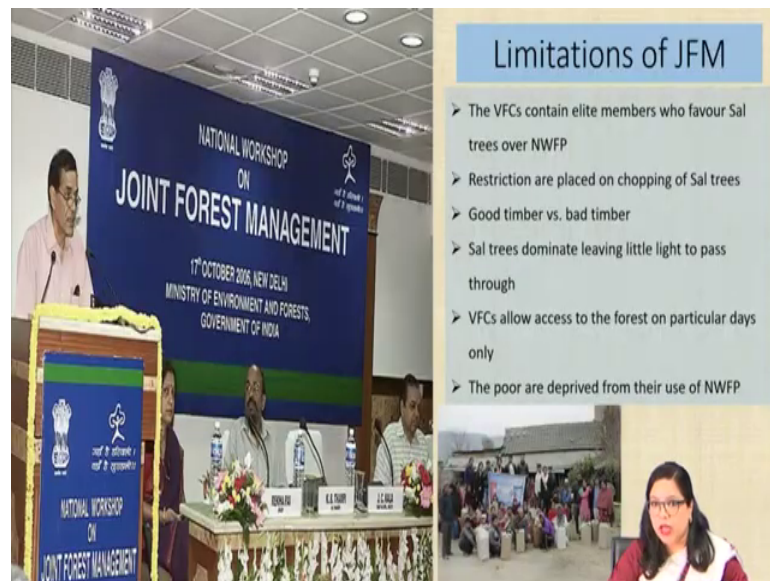 NATIONAL WORKSHOP
ON
JOINT FOREST MANAGEMENT
17th OCTOBER 2006, NEW DELHI
MINISTRY OF ENVIRONMENT AND FORESTS,
GOVERNMENT OF INDIA
NATIONAL WORKSHOP
ON
JOINT FOREST MANAGEMENT
Limitations of JFM
➢ The VFCs contain elite members who favour Sal
trees over NWFP
➢ Restriction are placed on chopping of Sal trees
➢ Good timber vs. bad timber
➢ Sal trees dominate leaving little light to pass
through
➢ VFCs allow access to the forest on particular days
only
➢ The poor are deprived from their use of NWFP